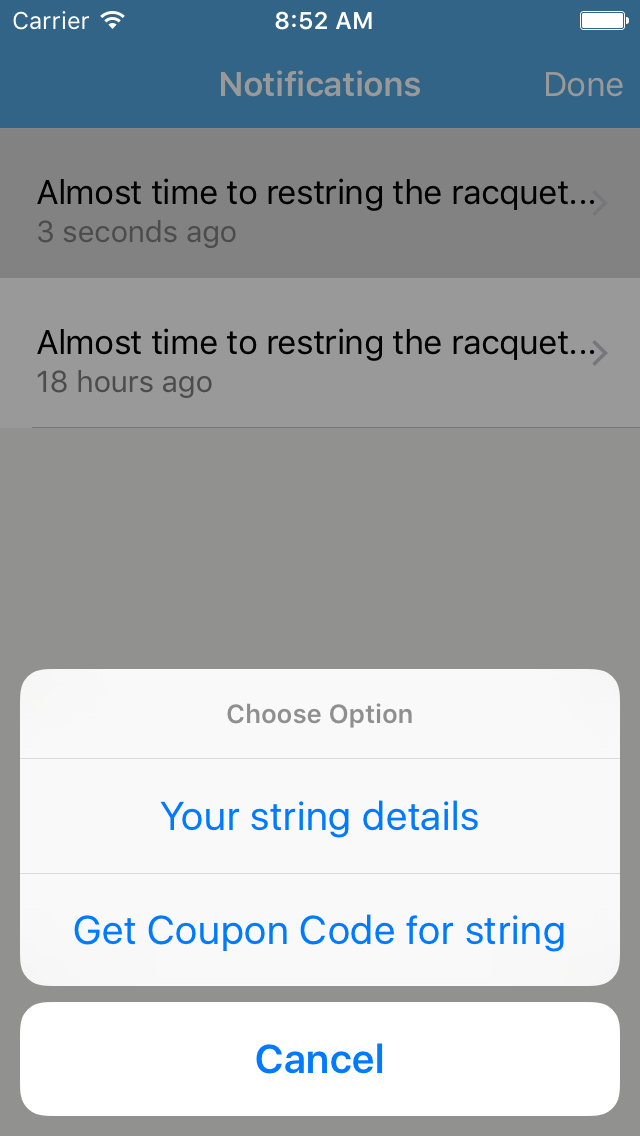 Carrier 8:52 AM
Notifications Done
Almost time to restring the racquet...
3 seconds ago
Almost time to restring the racquet...
18 hours ago
Choose Option
Your string details
Get Coupon Code for string
Cancel